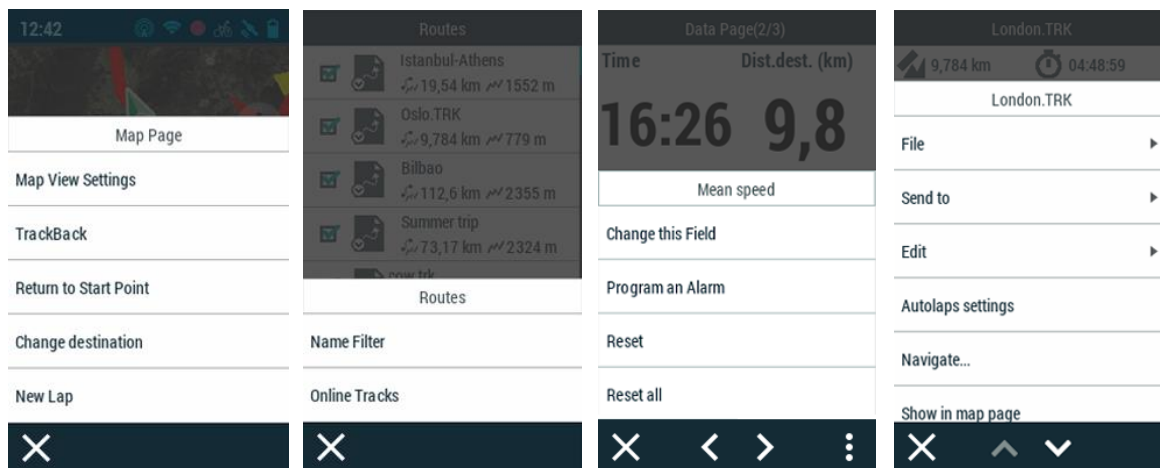 12:42
Map Page
Map View Settings
TrackBack
Return to Start Point
Change destination
New Lap
Routes
Istanbul-Athens
19,54 km 1552 m
Oslo.TRK
9,784 km 779 m
Bilbao
112,6 km 2355 m
Summer trip
73,17 km 2324 m
cow.trk
Routes
Name Filter
Online Tracks
Data Page(2/3)
Time Dist.dest. (km)
16:26 9,8
Mean speed
Change this Field
Program an Alarm
Reset
Reset all
London.TRK
9,784 km 04:48:59
London.TRK
File
Send to
Edit
Autolaps settings
Navigate...
Show in map page